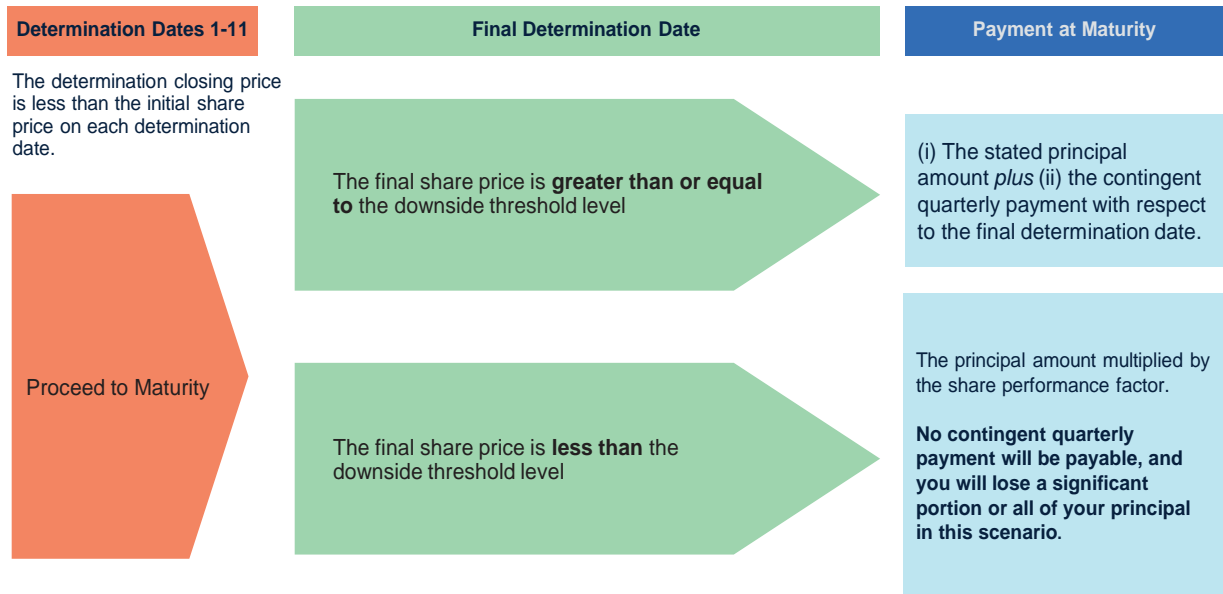 Determination Dates 1-11
Final Determination Date
Payment at Maturity
The determination closing price
is less than the initial share
price on each determination
date.
Proceed to Maturity
The final share price is greater than or equal
to the downside threshold level
(i) The stated principal
amount plus (ii) the contingent
quarterly payment with respect
to the final determination date.
The final share price is less than the
downside threshold level
The principal amount multiplied by
the share performance factor.
No contingent quarterly
payment will be payable, and
you will lose a significant
portion or all of your principal
in this scenario.